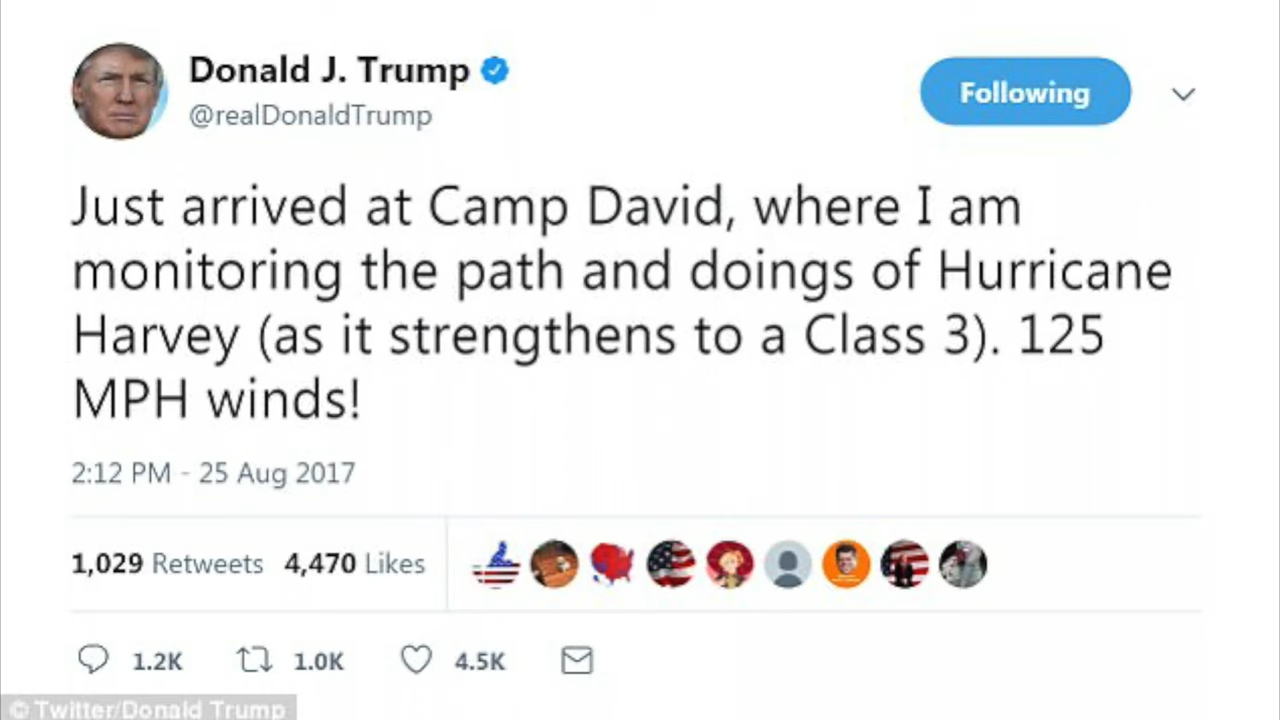 Donald J. Trump
@realDonaldTrump
Following
Just arrived at Camp David, where I am
monitoring the path and doings of Hurricane
Harvey (as it strengthens to a Class 3). 125
MPH winds!
2:12 PM - 25 Aug 2017
1,029 Retweets 4,470 Likes
1.2K 1.0K 4.5K
© Twitter/Donald Trump